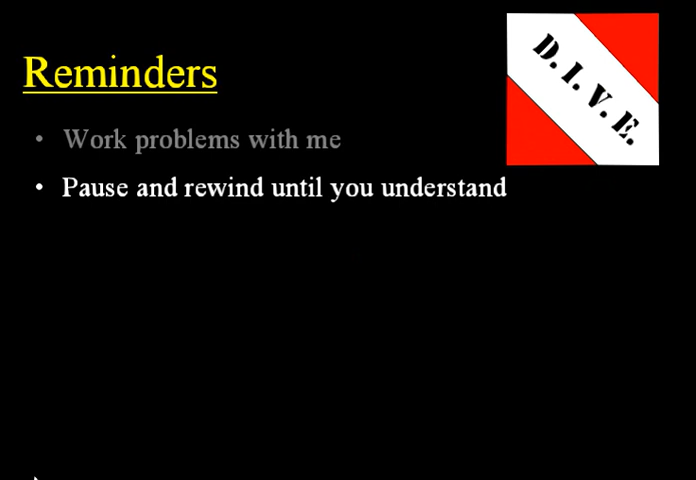 D.I.V.E.
Reminders
• Work problems with me
• Pause and rewind until you understand